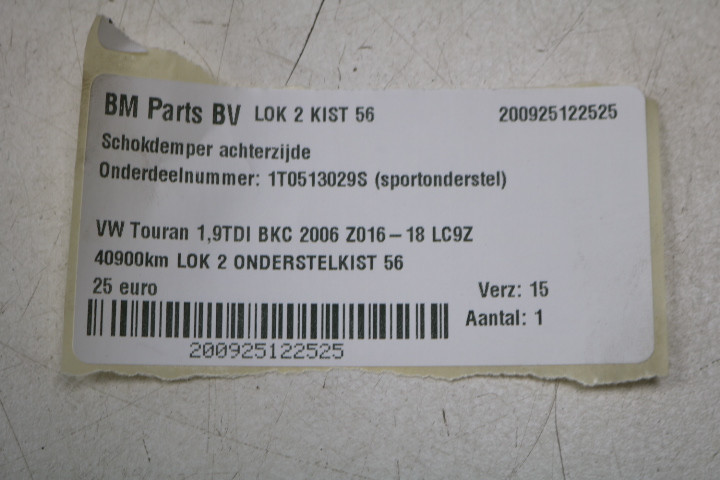 BM Parts BV LOK 2 KIST 56 200925122525
Schokdemper achterzijde
Onderdeelnummer: 1T0513029S (sportonderstel)
VW Touran 1,9TDI BKC 2006 Z016-18 LC9Z
40900km LOK 2 ONDERSTELKIST 56
25 euro Verz: 15
Aantal: 1
200925122525